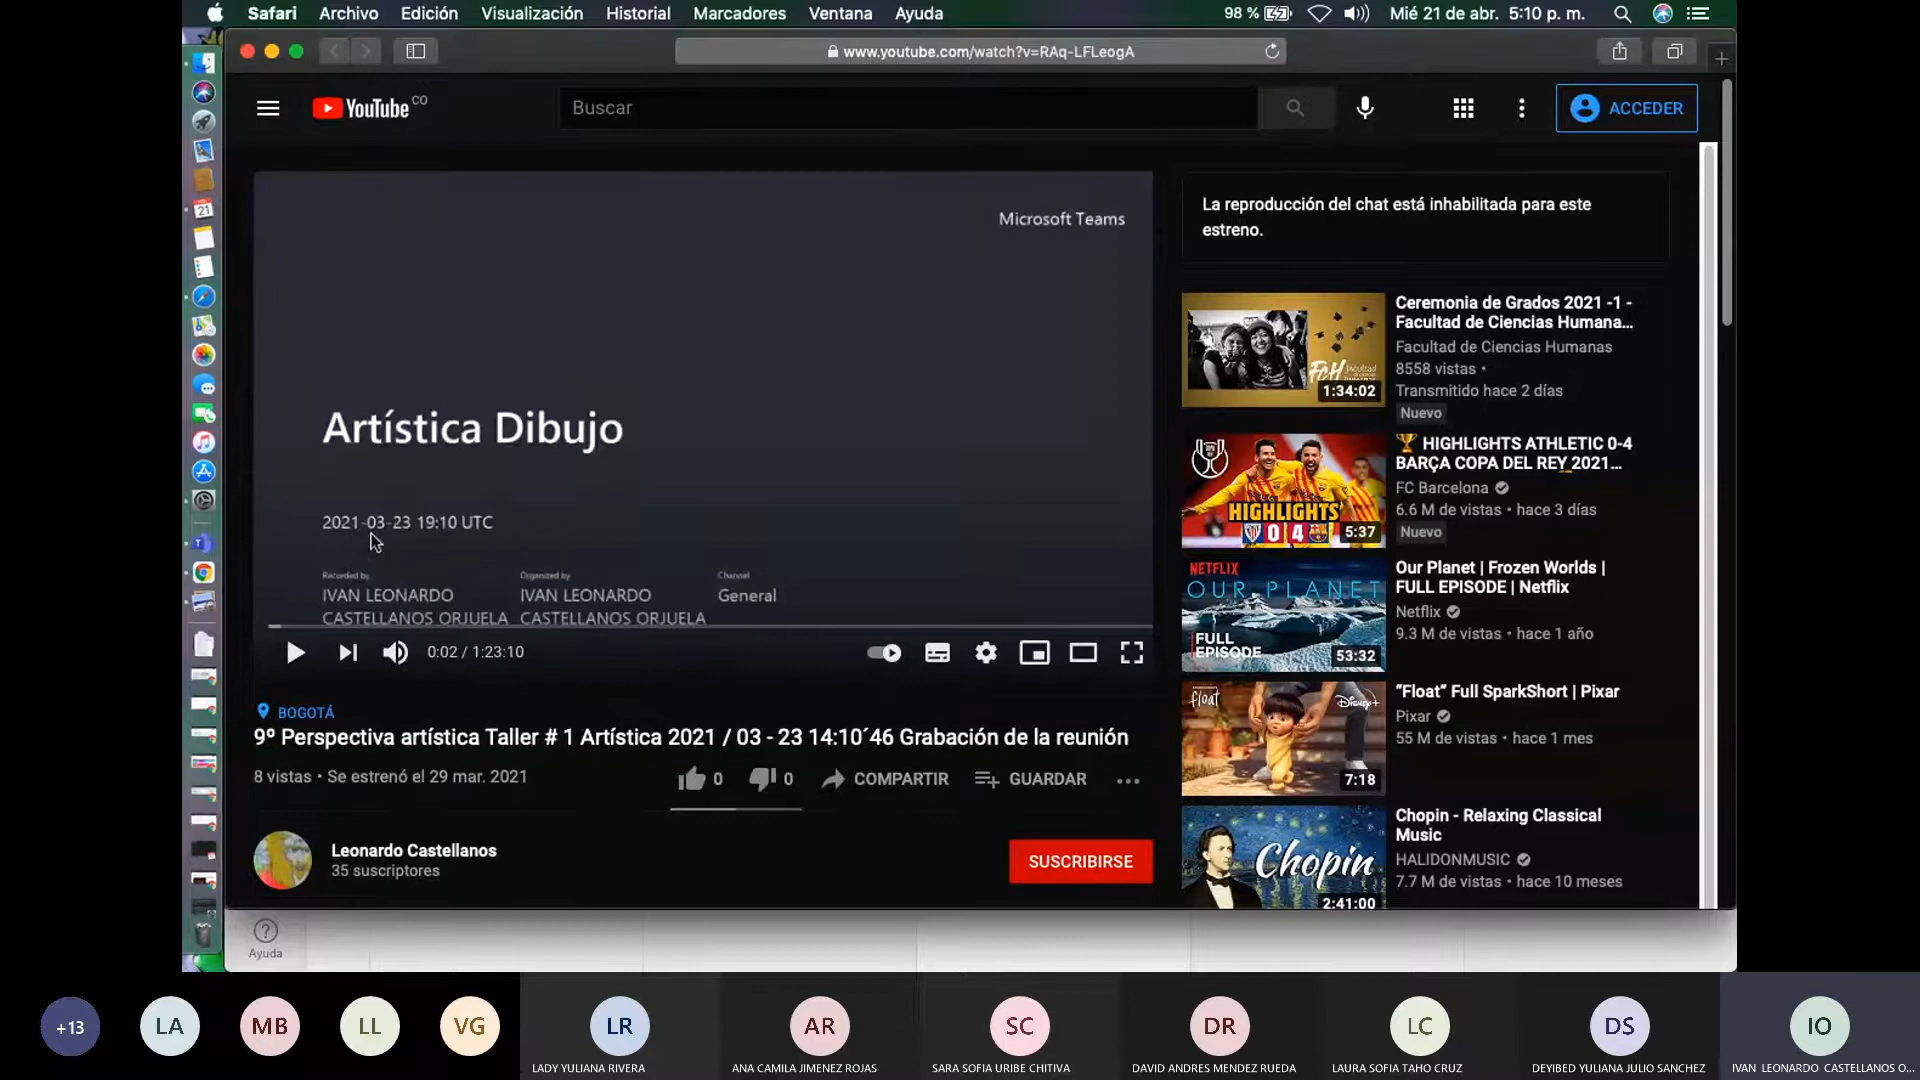 Safari Archivo Edición Visualización Historial Marcadores Ventana Ayuda 98 % Mié 21 de abr. 5:10 p. m.
www.youtube.com/watch?v=RAq-LFLeogA
YouTube CO Buscar ACCEDER
Microsoft Teams
Artística Dibujo
2021-03-23 19:10 UTC
Recorded by Organized by Channel
IVAN LEONARDO IVAN LEONARDO General
CASTELLANOS ORJUELA CASTELLANOS ORJUELA
0:02 / 1:23:10
BOGOTÁ
9º Perspectiva artística Taller # 1 Artística 2021 / 03 - 23 14:10´46 Grabación de la reunión
8 vistas • Se estrenó el 29 mar. 2021 0 0 COMPARTIR GUARDAR
Leonardo Castellanos
35 suscriptores
SUSCRIBIRSE
La reproducción del chat está inhabilitada para este
estreno.
FCH
1:34:02
Ceremonia de Grados 2021 -1 -
Facultad de Ciencias Humana...
Facultad de Ciencias Humanas
8558 vistas •
Transmitido hace 2 días
Nuevo
HIGHLIGHTS
0 4
5:37
🏆 HIGHLIGHTS ATHLETIC 0-4
BARÇA COPA DEL REY 2021...
FC Barcelona
6.6 M de vistas • hace 3 días
Nuevo
NETFLIX
OUR PLANET
FULL
EPISODE
53:32
Our Planet | Frozen Worlds |
FULL EPISODE | Netflix
Netflix
9.3 M de vistas • hace 1 año
float
Disney+
7:18
“Float” Full SparkShort | Pixar
Pixar
55 M de vistas • hace 1 mes
Chopin
2:41:00
Chopin - Relaxing Classical
Music
HALIDONMUSIC
7.7 M de vistas • hace 10 meses
21
Ayuda
+13 LA MB LL VG LR AR SC DR LC DS IO
LADY YULIANA RIVERA ANA CAMILA JIMENEZ ROJAS SARA SOFIA URIBE CHITIVA DAVID ANDRES MENDEZ RUEDA LAURA SOFIA TAHO CRUZ DEYIBED YULIANA JULIO SANCHEZ IVAN LEONARDO CASTELLANOS O...